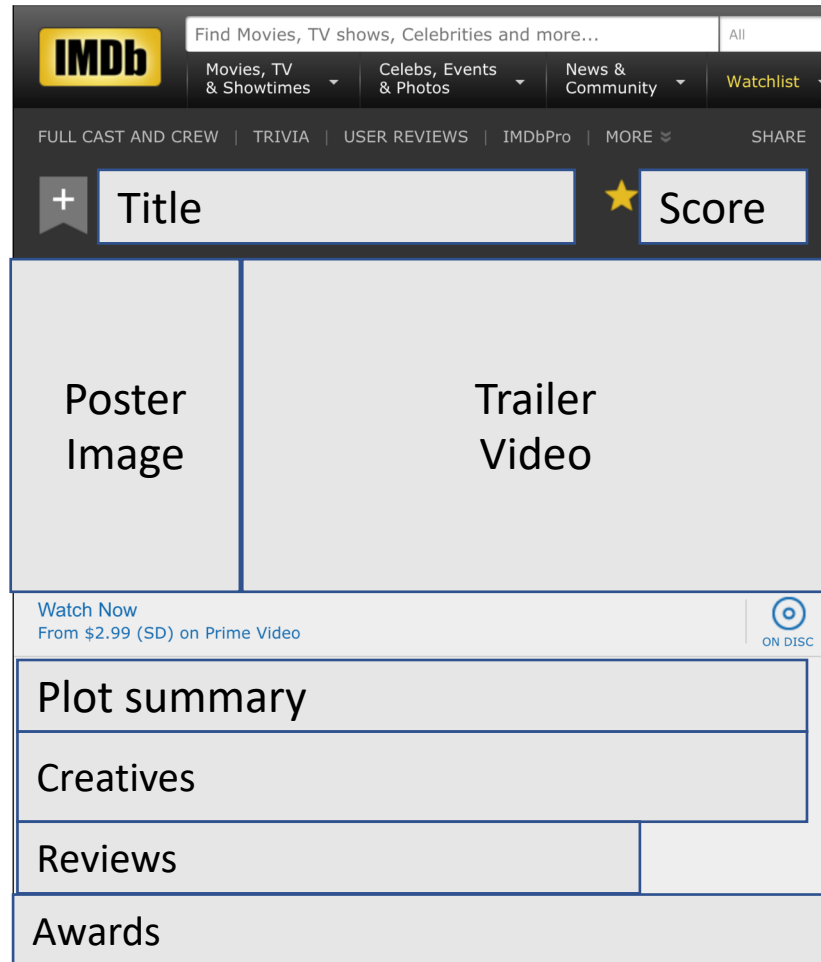 IMDb
Find Movies, TV shows, Celebrities and more...
All
Movies, TV
& Showtimes
Celebs, Events
& Photos
News &
Community
Watchlist
FULL CAST AND CREW | TRIVIA | USER REVIEWS | IMDbPro | MORE
SHARE
+
Title
Score
Poster
Image
Trailer
Video
Watch Now
From $2.99 (SD) on Prime Video
ON DISC
Plot summary
Creatives
Reviews
Awards